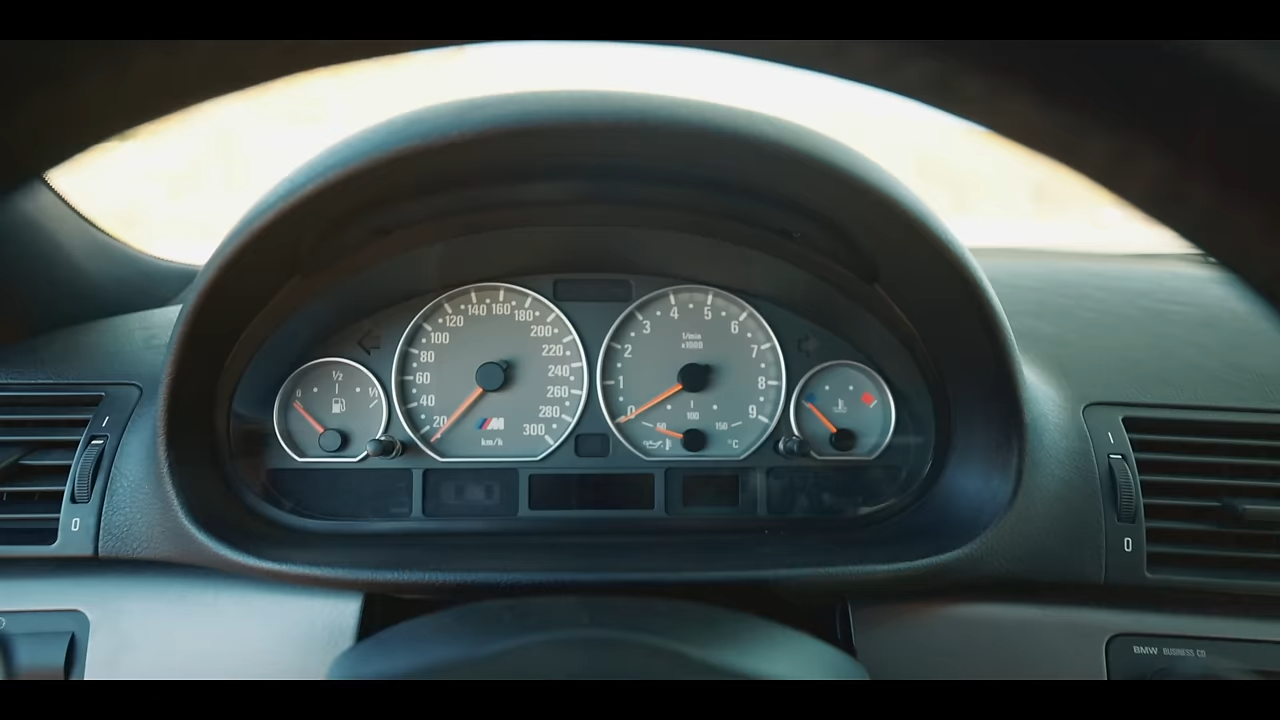 0 1/2 1/1
20 40 60 80 100 120 140 160 180 200 220 240 260 280 300
M
km/h
0 1 2 3 4 5 6 7 8 9
1/min
x1000
50 100 150
°C
I
0
I
0
BMW BUSINESS CD